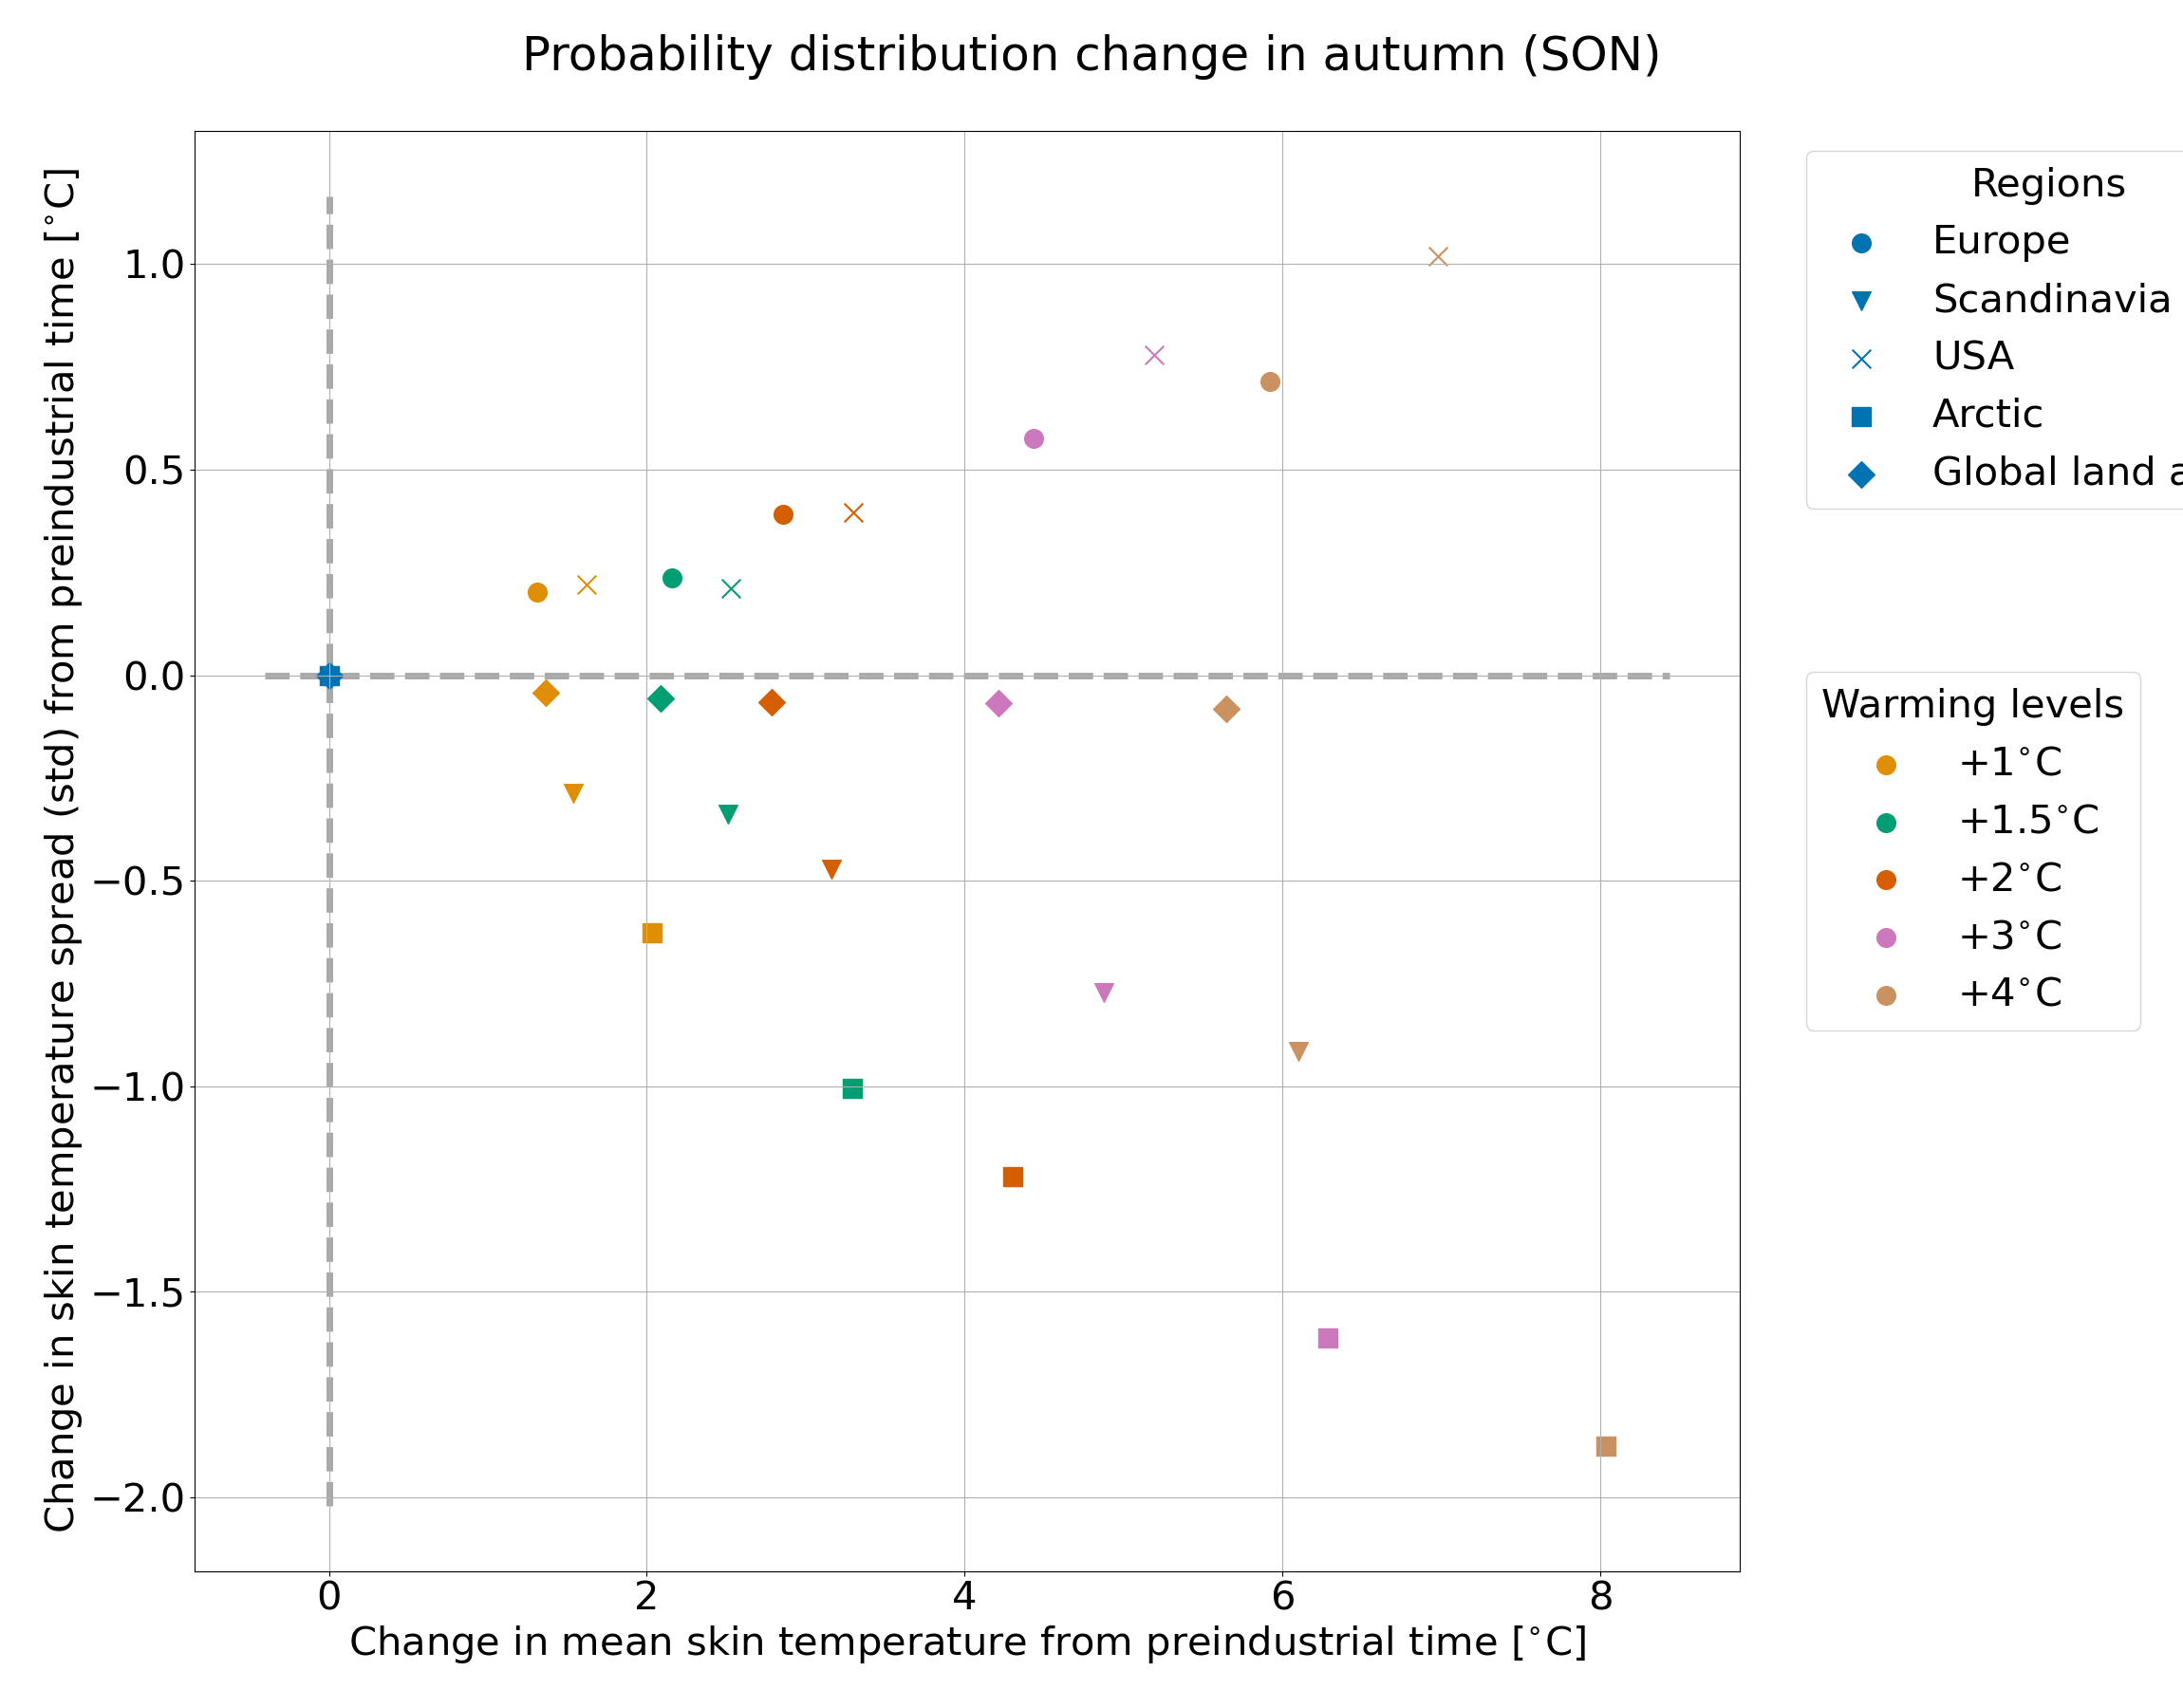 Probability distribution change in autumn (SON)
Change in skin temperature spread (std) from preindustrial time [°C]
1.0
0.5
0.0
−0.5
−1.0
−1.5
−2.0
0 2 4 6 8
Change in mean skin temperature from preindustrial time [°C]
Regions
Europe
Scandinavia
USA
Arctic
Global land a
Warming levels
+1°C
+1.5°C
+2°C
+3°C
+4°C